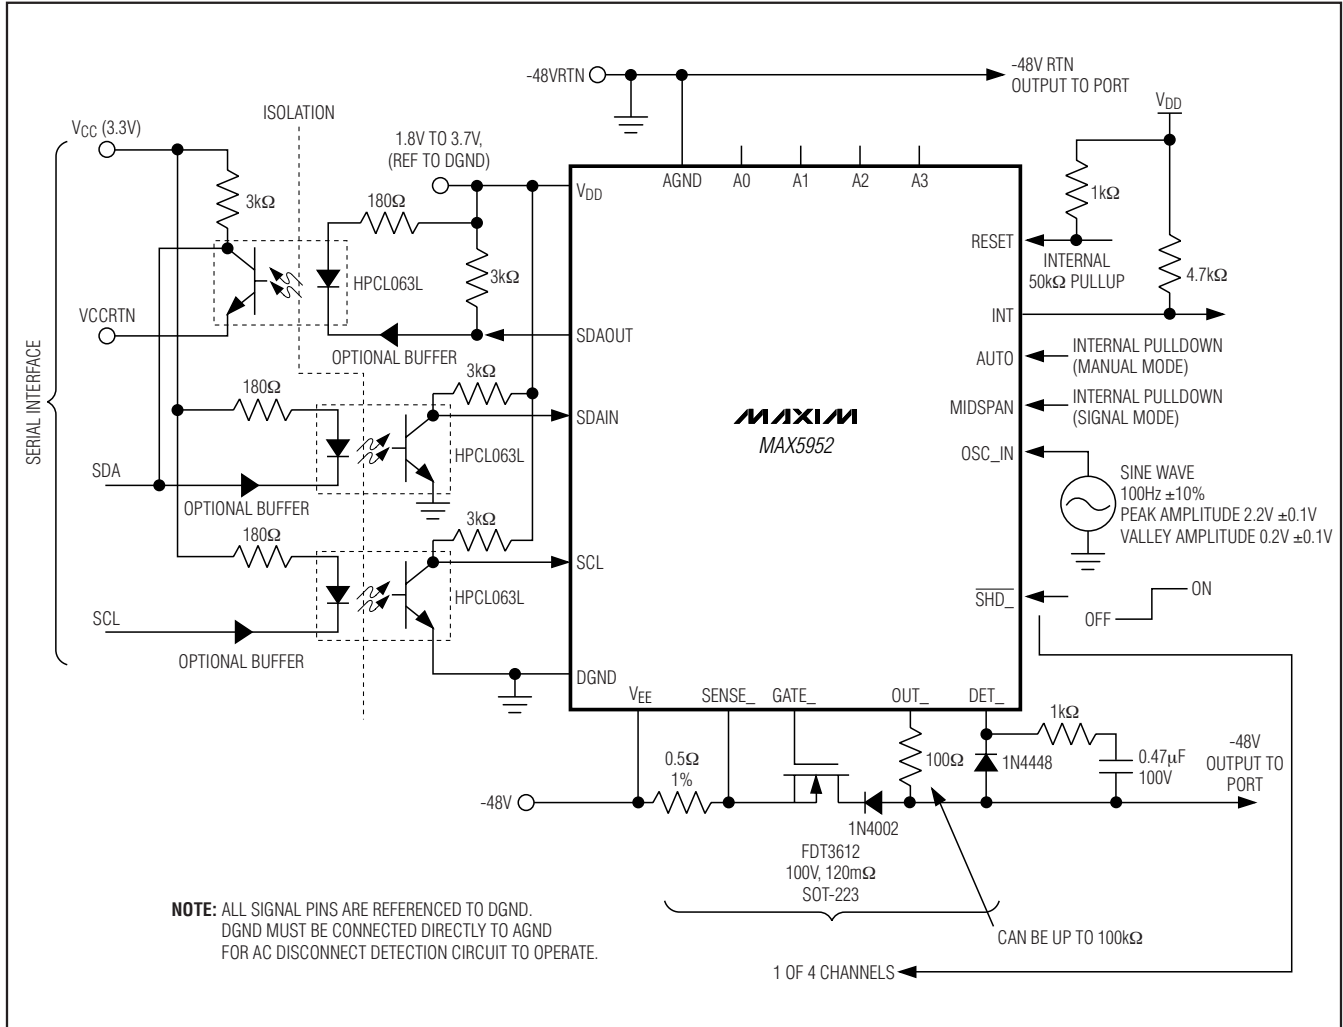 -48VRTN
-48V RTN
OUTPUT TO PORT
ISOLATION
VCC (3.3V)
1.8V TO 3.7V,
(REF TO DGND)
VDD
3kΩ
180Ω
VDD
AGND
A0
A1
A2
A3
1kΩ
RESET
INTERNAL
50kΩ PULLUP
4.7kΩ
HPCL063L
3kΩ
VCCRTN
SDAOUT
OPTIONAL BUFFER
INT
AUTO
INTERNAL PULLDOWN
(MANUAL MODE)
SERIAL INTERFACE
180Ω
3kΩ
SDAIN
HPCL063L
MAXIM
MAX5952
MIDSPAN
INTERNAL PULLDOWN
(SIGNAL MODE)
OSC_IN
SDA
OPTIONAL BUFFER
SINE WAVE
100Hz ±10%
PEAK AMPLITUDE 2.2V ±0.1V
VALLEY AMPLITUDE 0.2V ±0.1V
180Ω
3kΩ
SCL
HPCL063L
SHD_
ON
OFF
SCL
OPTIONAL BUFFER
DGND
VEE
SENSE_
GATE_
OUT_
DET_
1kΩ
0.5Ω
1%
100Ω
1N4448
0.47µF
100V
-48V
OUTPUT TO
PORT
-48V
1N4002
FDT3612
100V, 120mΩ
SOT-223
CAN BE UP TO 100kΩ
1 OF 4 CHANNELS
NOTE: ALL SIGNAL PINS ARE REFERENCED TO DGND.
DGND MUST BE CONNECTED DIRECTLY TO AGND
FOR AC DISCONNECT DETECTION CIRCUIT TO OPERATE.